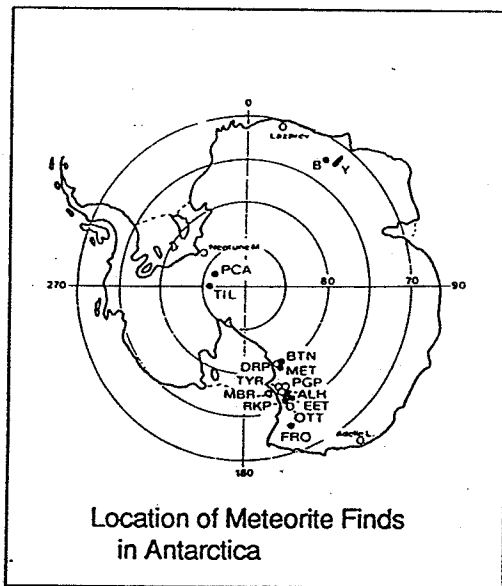 0
Lazarev
B Y
Neptune M
PCA
270 TIL 80 70 90
BTN
DRP MET
TYR PGP
MBR ALH
RKP EET
OTT
FRO
Adelie L.
180
Location of Meteorite Finds
in Antarctica